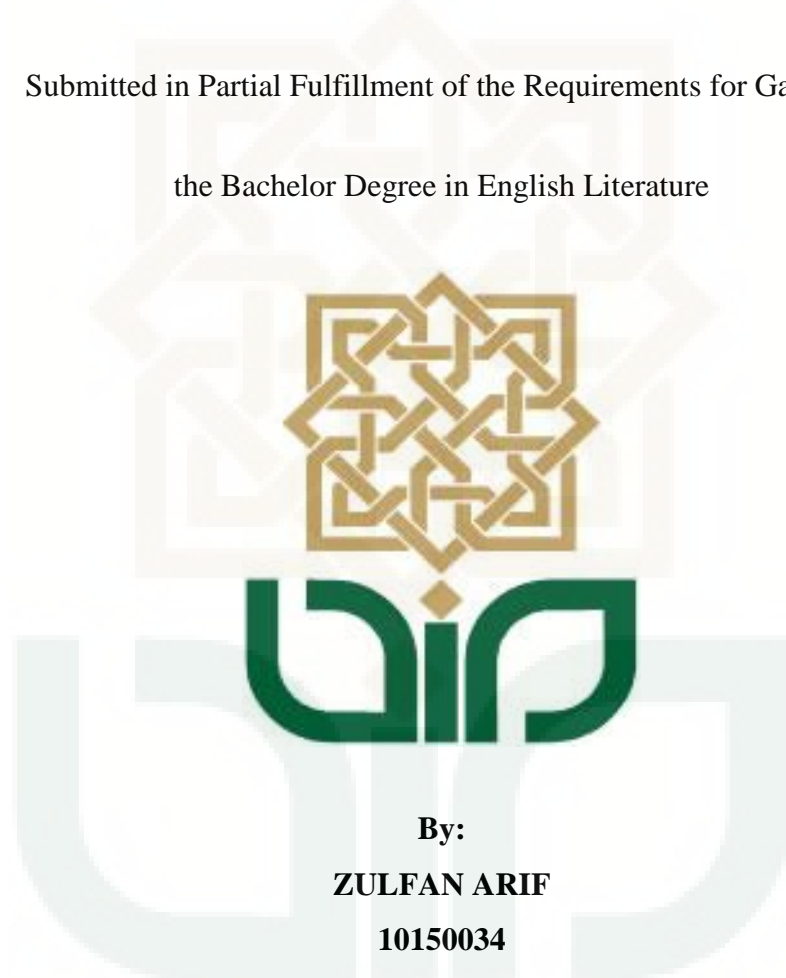 Submitted in Partial Fulfillment of the Requirements for Ga
the Bachelor Degree in English Literature
By:
ZULFAN ARIF
10150034